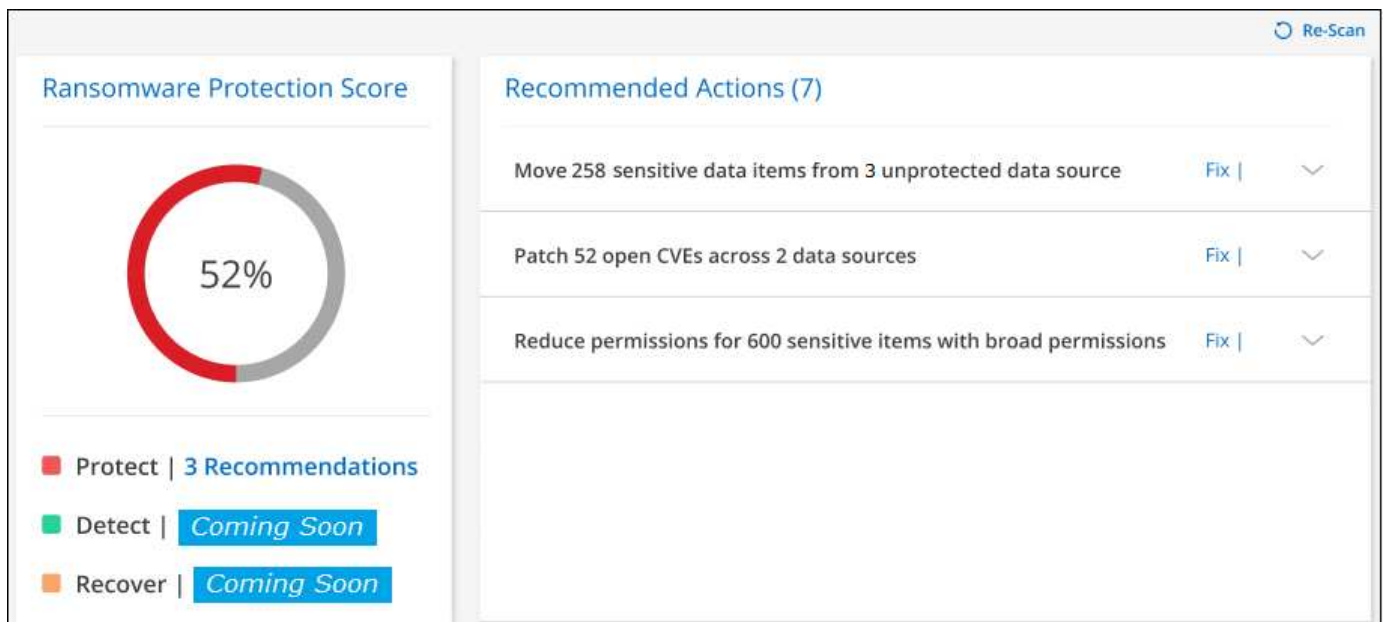 Re-Scan
Ransomware Protection Score
52%
Protect | 3 Recommendations
Detect | Coming Soon
Recover | Coming Soon
Recommended Actions (7)
Move 258 sensitive data items from 3 unprotected data source Fix |
Patch 52 open CVEs across 2 data sources Fix |
Reduce permissions for 600 sensitive items with broad permissions Fix |